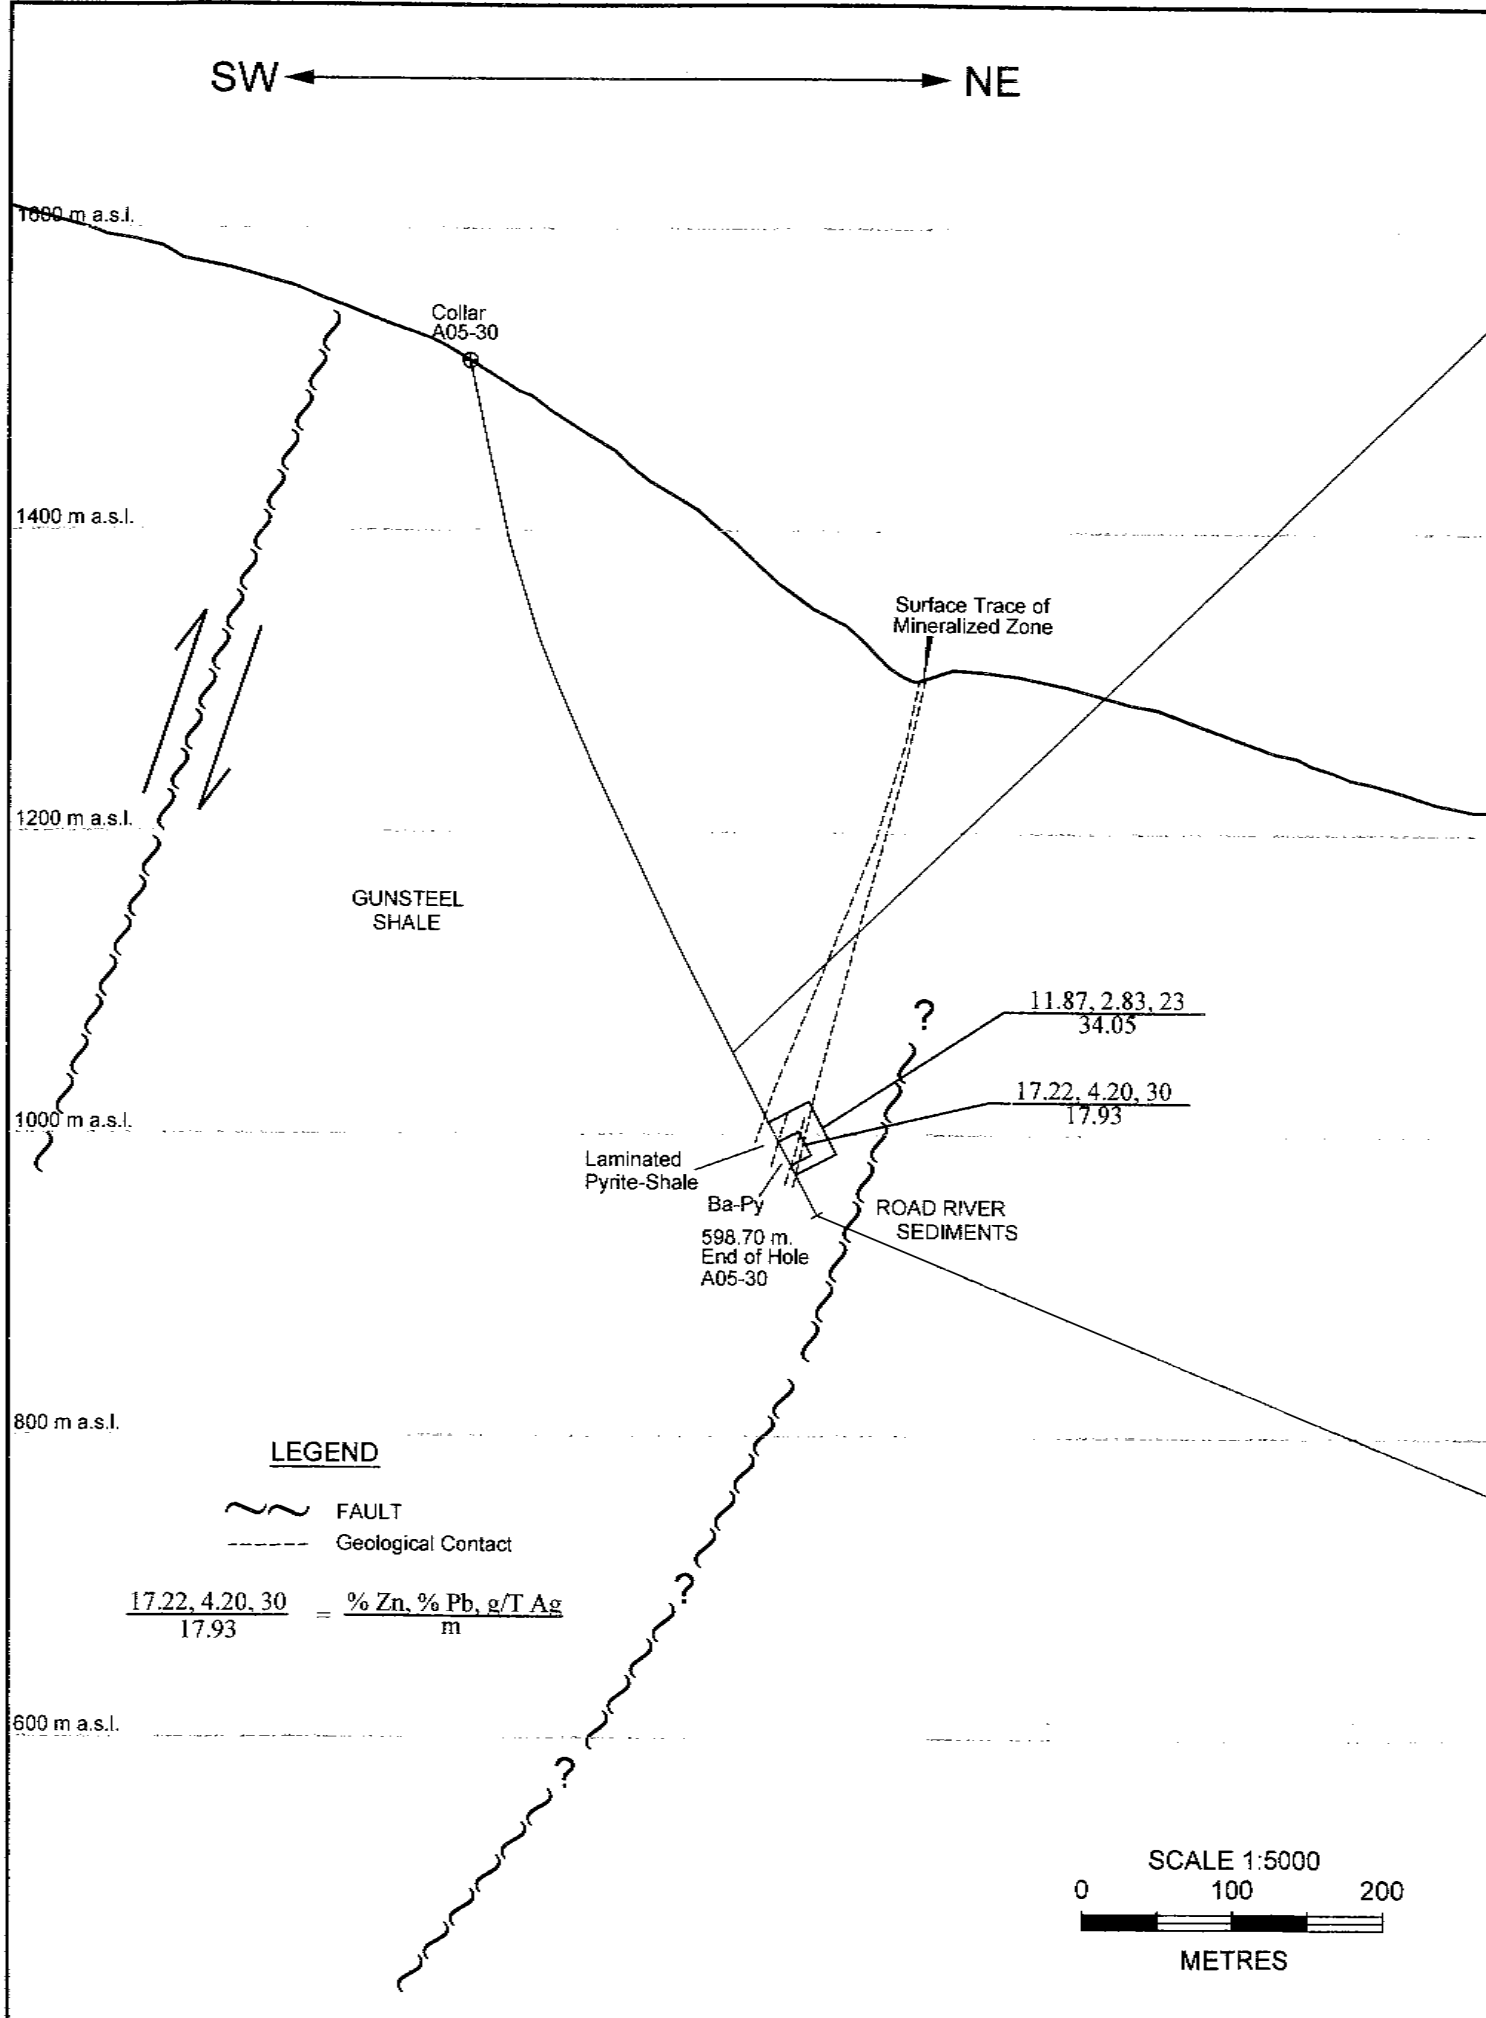 SW NE
1600 m a.s.l.
Collar
A05-30
1400 m a.s.l.
Surface Trace of
Mineralized Zone
1200 m a.s.l.
GUNSTEEL
SHALE
?
11.87, 2.83, 23
34.05
17.22, 4.20, 30
17.93
1000 m a.s.l.
Laminated
Pyrite-Shale
Ba-Py
598.70 m.
End of Hole
A05-30
ROAD RIVER
SEDIMENTS
800 m a.s.l.
LEGEND
FAULT
Geological Contact
17.22, 4.20, 30 = % Zn, % Pb, g/T Ag
17.93 m
?
600 m a.s.l.
?
SCALE 1:5000
0 100 200
METRES